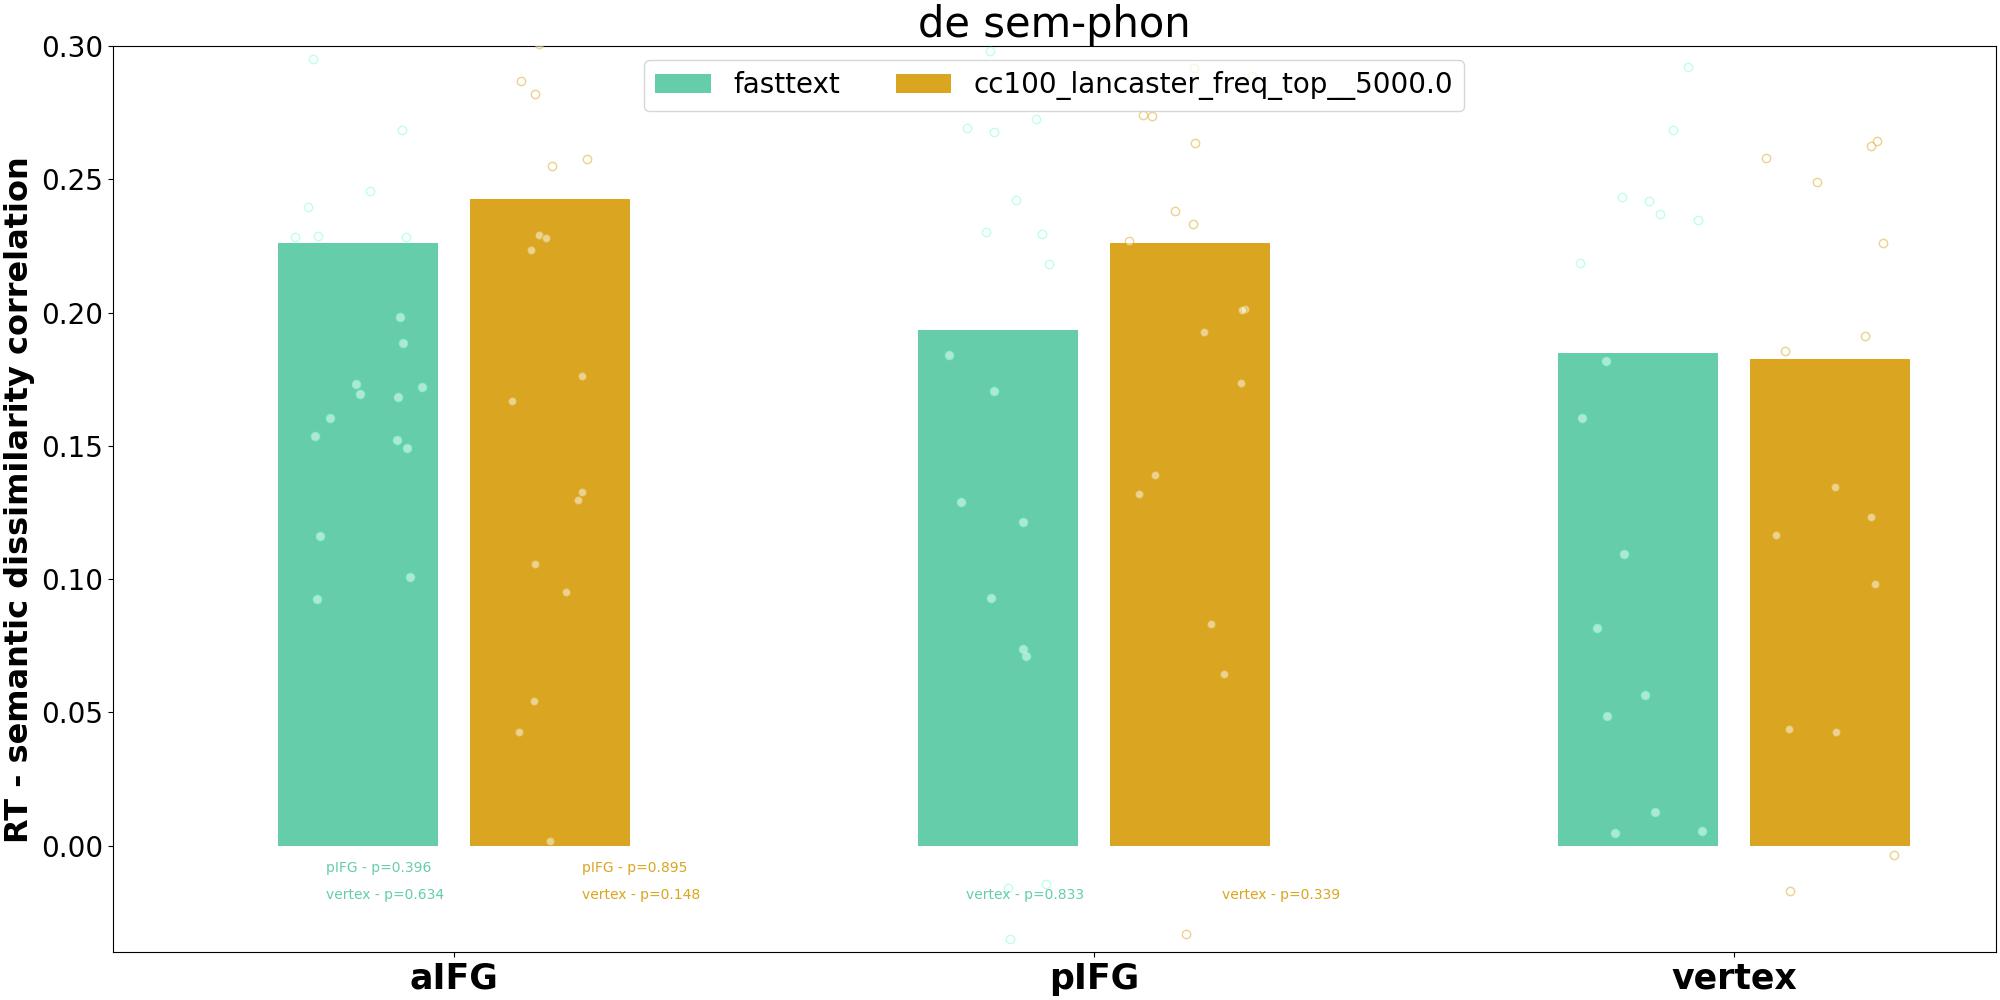 de sem-phon
fasttext
cc100_lancaster_freq_top__5000.0
RT - semantic dissimilarity correlation
0.30
0.25
0.20
0.15
0.10
0.05
0.00
pIFG - p=0.396
vertex - p=0.634
pIFG - p=0.895
vertex - p=0.148
vertex - p=0.833
vertex - p=0.339
aIFG
pIFG
vertex